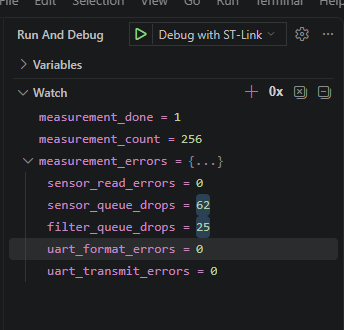 File Edit Selection View Go Run Terminal Help
Run And Debug Debug with ST-Link
Variables
Watch 0x
measurement_done = 1
measurement_count = 256
measurement_errors = {...}
sensor_read_errors = 0
sensor_queue_drops = 62
filter_queue_drops = 25
uart_format_errors = 0
uart_transmit_errors = 0